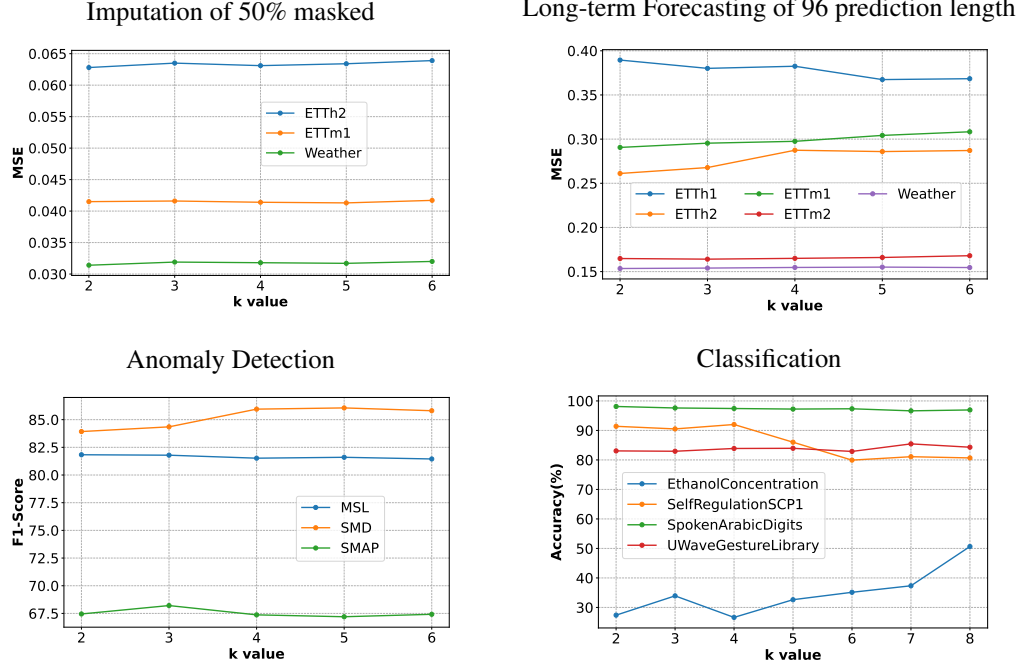 Imputation of 50% masked
0.065
0.060
0.055
0.050
0.045
0.040
0.035
0.030
MSE
ETTh2
ETTm1
Weather
2 3 4 5 6
k value
Long-term Forecasting of 96 prediction length
0.40
0.35
0.30
0.25
0.20
0.15
MSE
ETTh1 ETTm1 Weather
ETTh2 ETTm2
2 3 4 5 6
k value
Anomaly Detection
85.0
82.5
80.0
77.5
75.0
72.5
70.0
67.5
F1-Score
MSL
SMD
SMAP
2 3 4 5 6
k value
Classification
100
90
80
70
60
50
40
30
Accuracy(%)
EthanolConcentration
SelfRegulationSCP1
SpokenArabicDigits
UWaveGestureLibrary
2 3 4 5 6 7 8
k value